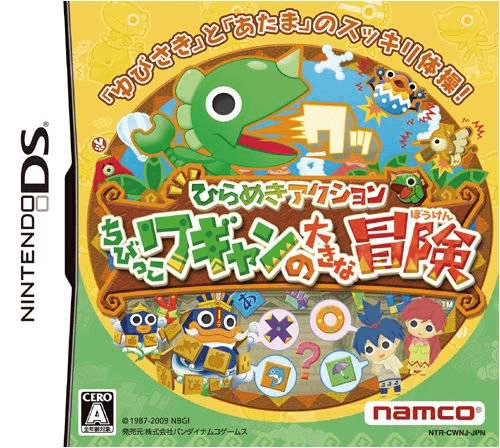 「ゆびさき」と「あたま」のスッキリ体操!
ワッ
ひらめきアクション
ちびっこワギャンの大きな冒険
ぼうけん
TM
あ
?
NINTENDO DS
CERO
A
全年齢対象
© 1987-2009 NBGI
発売元:株式会社バンダイナムコゲームス
namco
NTR-CWNJ-JPN